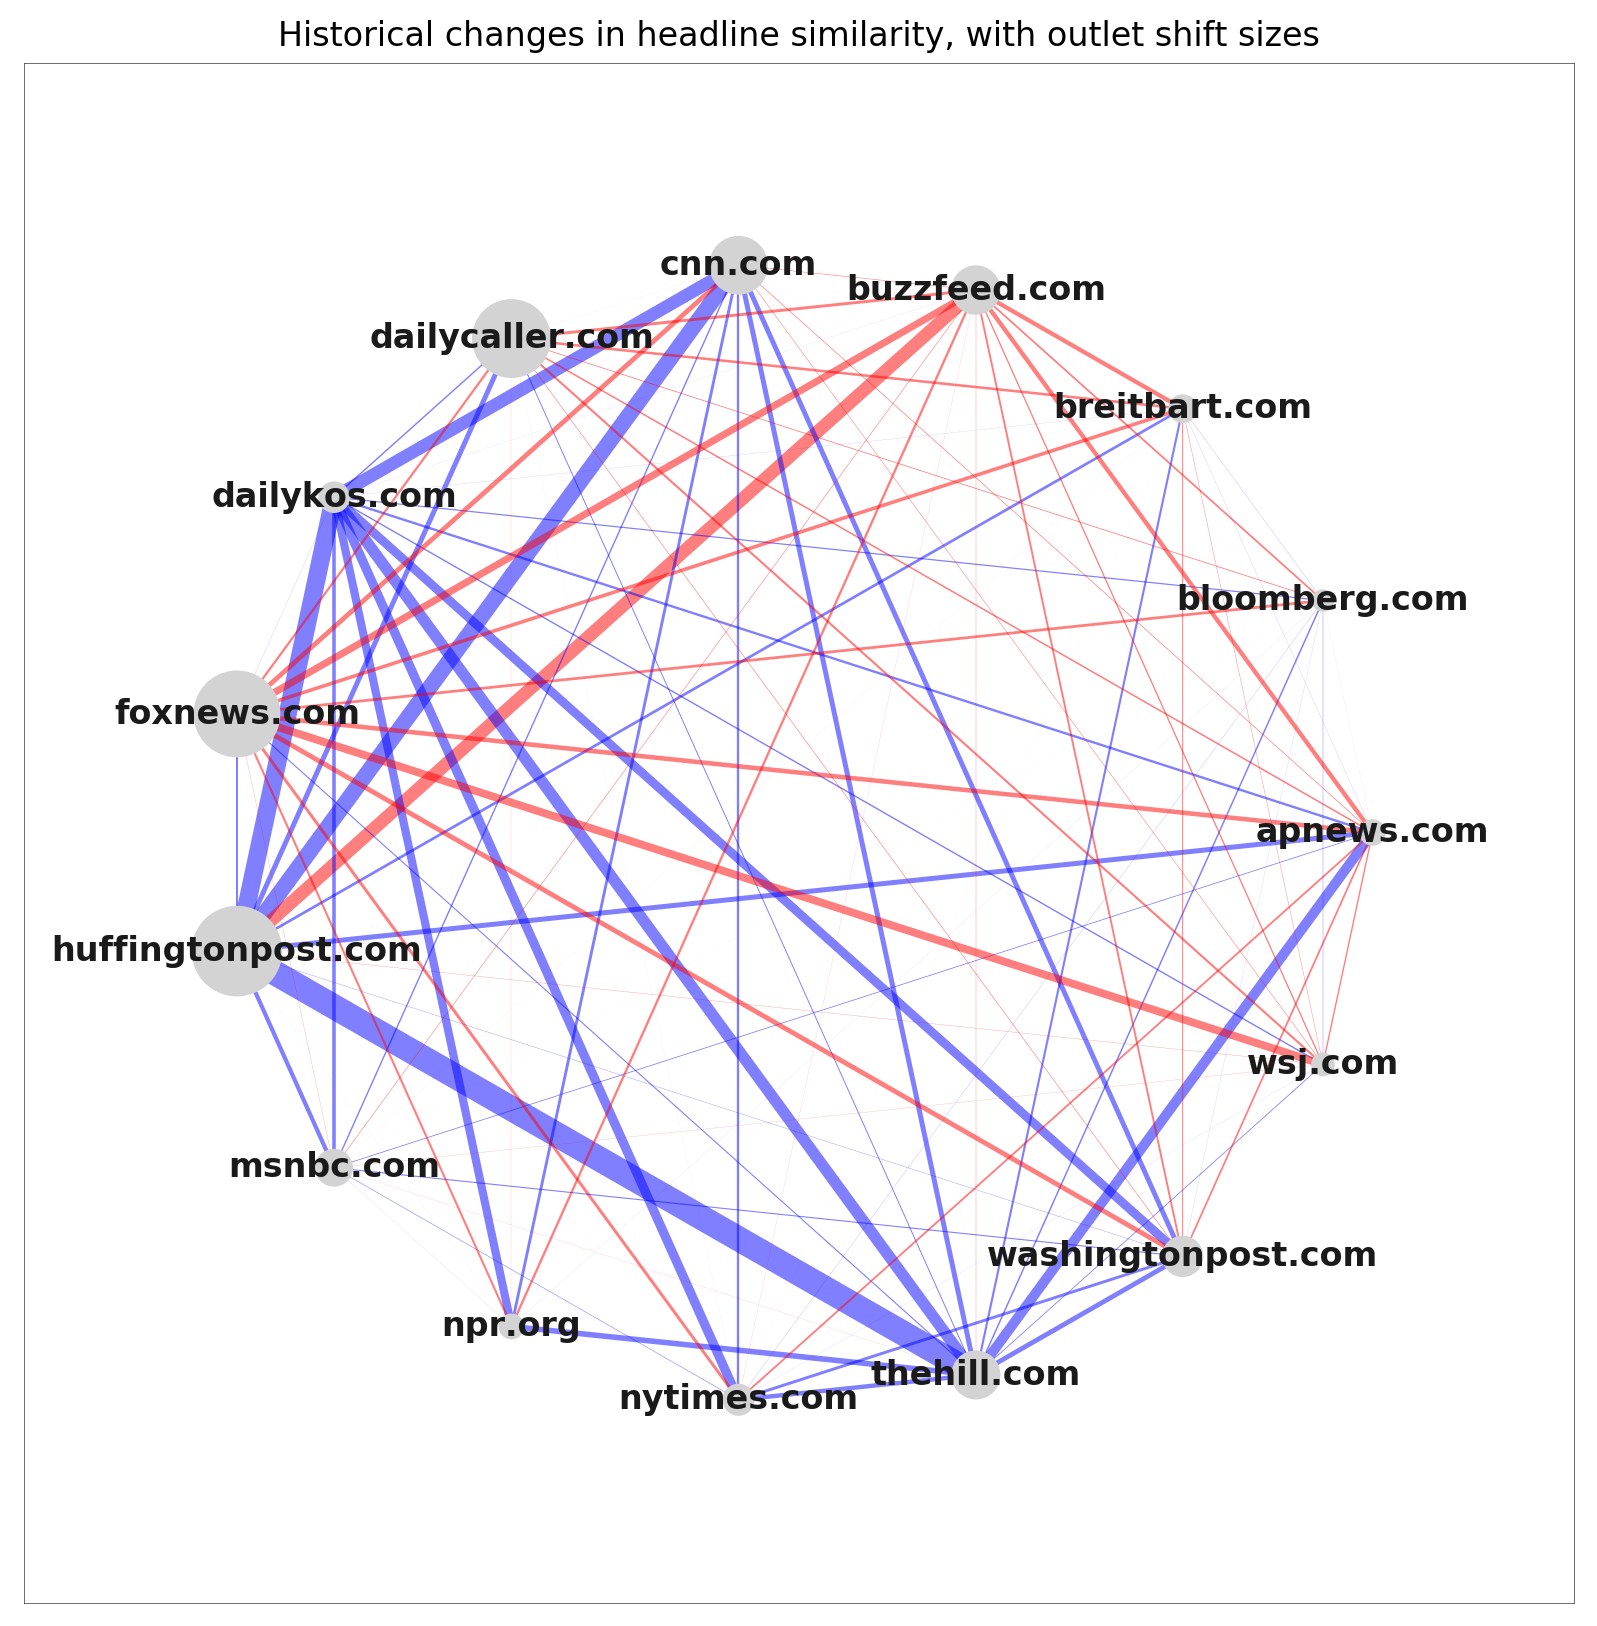 Historical changes in headline similarity, with outlet shift sizes
cnn.com
buzzfeed.com
dailycaller.com
breitbart.com
dailykos.com
bloomberg.com
foxnews.com
apnews.com
huffingtonpost.com
wsj.com
msnbc.com
washingtonpost.com
npr.org
thehill.com
nytimes.com